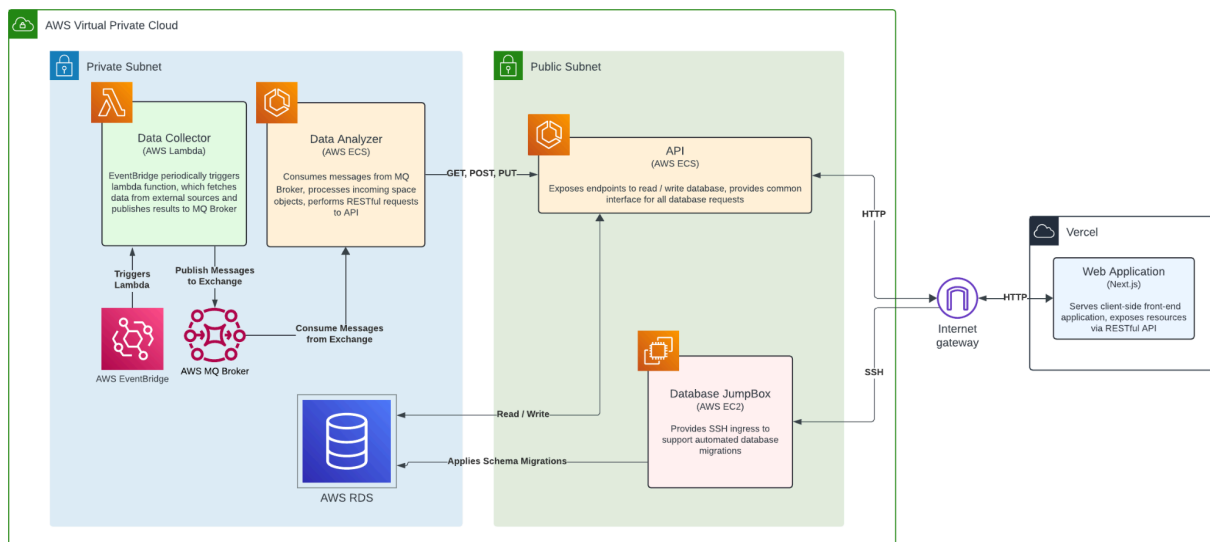 AWS Virtual Private Cloud
Private Subnet
Data Collector
(AWS Lambda)
EventBridge periodically triggers
lambda function, which fetches
data from external sources and
publishes results to MQ Broker
Data Analyzer
(AWS ECS)
Consumes messages from MQ
Broker, processes incoming space
objects, performs RESTful requests
to API
Triggers
Lambda
Publish Messages
to Exchange
Consume Messages
from Exchange
AWS EventBridge
AWS MQ Broker
AWS RDS
GET, POST, PUT
Read / Write
Applies Schema Migrations
Public Subnet
API
(AWS ECS)
Exposes endpoints to read / write database, provides common
interface for all database requests
Database JumpBox
(AWS EC2)
Provides SSH ingress to
support automated database
migrations
HTTP
SSH
Internet
gateway
HTTP
Vercel
Web Application
(Next.js)
Serves client-side front-end
application, exposes resources
via RESTful API